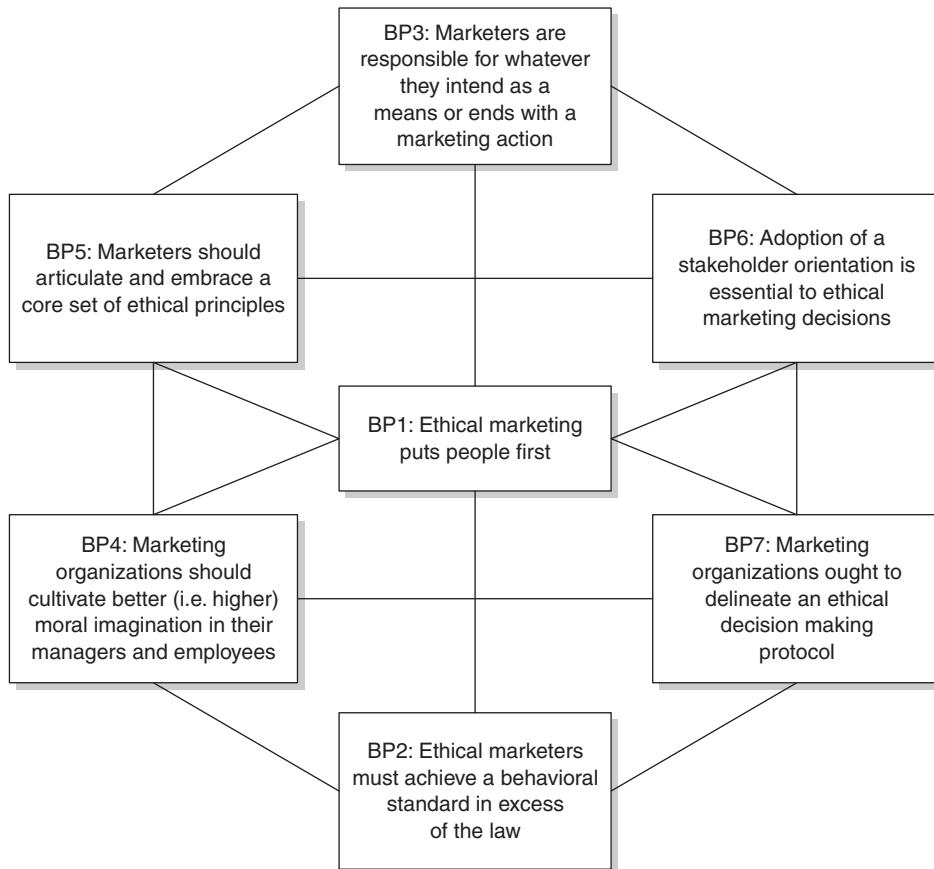 BP3: Marketers are
responsible for whatever
they intend as a
means or ends with a
marketing action
BP5: Marketers should
articulate and embrace a
core set of ethical principles
BP6: Adoption of a
stakeholder orientation is
essential to ethical
marketing decisions
BP1: Ethical marketing
puts people first
BP4: Marketing
organizations should
cultivate better (i.e. higher)
moral imagination in their
managers and employees
BP7: Marketing
organizations ought to
delineate an ethical
decision making
protocol
BP2: Ethical marketers
must achieve a behavioral
standard in excess
of the law